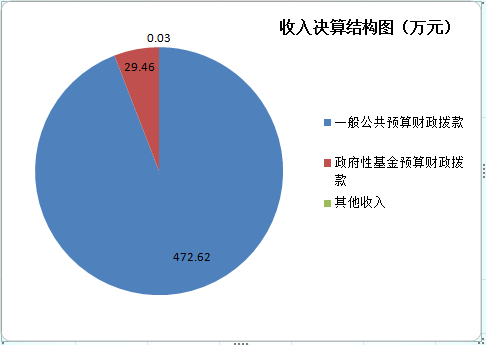 收入决算结构图（万元）
0.03
29.46
472.62
一般公共预算财政拨款
政府性基金预算财政拨
款
其他收入